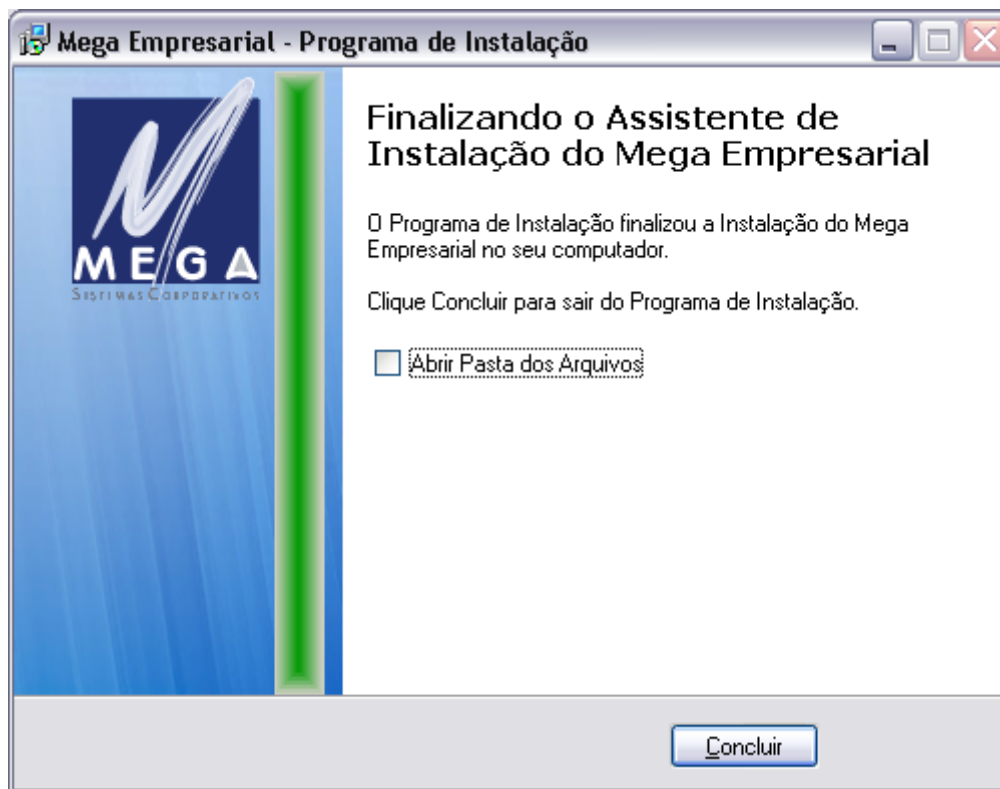 Mega Empresarial - Programa de Instalação
MEGA
SISTEMAS CORPORATIVOS
Finalizando o Assistente de
Instalação do Mega Empresarial
O Programa de Instalação finalizou a Instalação do Mega
Empresarial no seu computador.
Clique Concluir para sair do Programa de Instalação.
Abrir Pasta dos Arquivos
Concluir